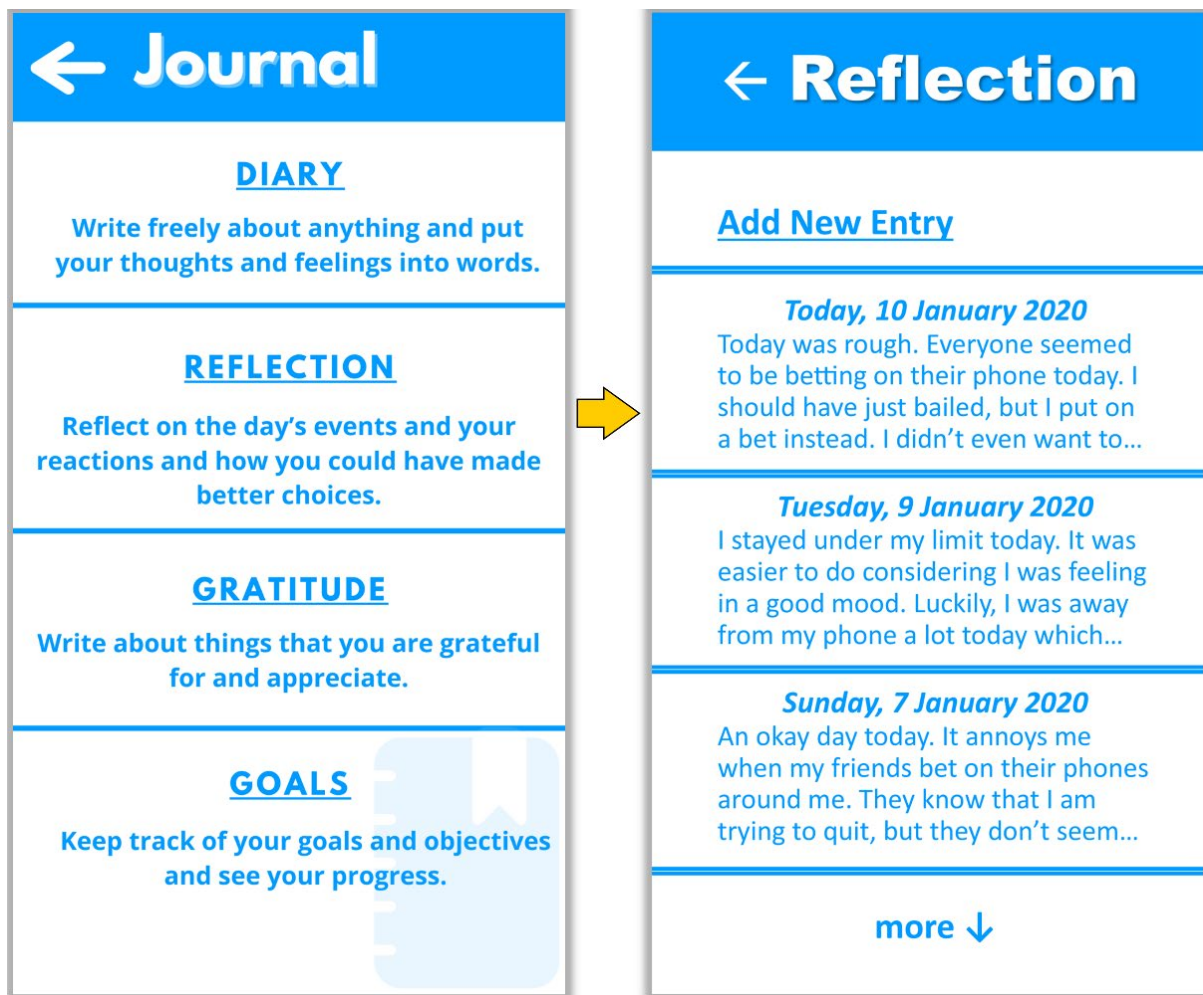 ← Journal
DIARY
Write freely about anything and put
your thoughts and feelings into words.
REFLECTION
Reflect on the day’s events and your
reactions and how you could have made
better choices.
GRATITUDE
Write about things that you are grateful
for and appreciate.
GOALS
Keep track of your goals and objectives
and see your progress.
← Reflection
Add New Entry
Today, 10 January 2020
Today was rough. Everyone seemed
to be betting on their phone today. I
should have just bailed, but I put on
a bet instead. I didn’t even want to...
Tuesday, 9 January 2020
I stayed under my limit today. It was
easier to do considering I was feeling
in a good mood. Luckily, I was away
from my phone a lot today which...
Sunday, 7 January 2020
An okay day today. It annoys me
when my friends bet on their phones
around me. They know that I am
trying to quit, but they don’t seem...
more ↓